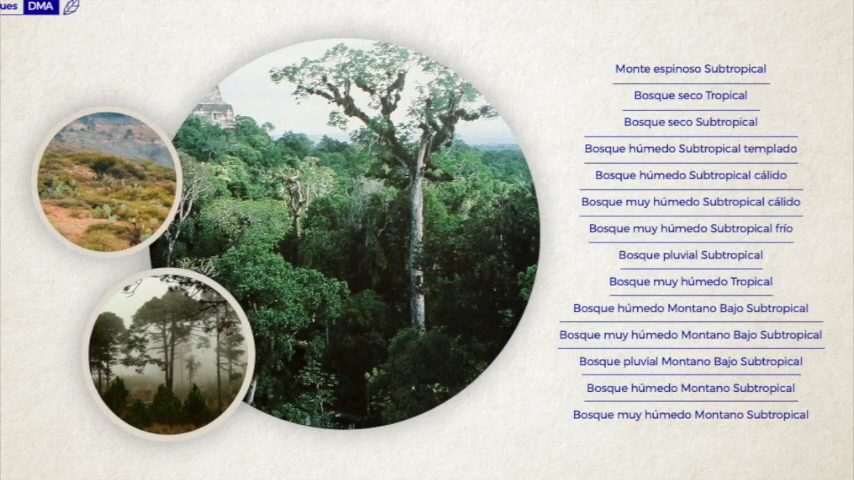 ues DMA
Monte espinoso Subtropical
Bosque seco Tropical
Bosque seco Subtropical
Bosque húmedo Subtropical templado
Bosque húmedo Subtropical cálido
Bosque muy húmedo Subtropical cálido
Bosque muy húmedo Subtropical frío
Bosque pluvial Subtropical
Bosque muy húmedo Tropical
Bosque húmedo Montano Bajo Subtropical
Bosque muy húmedo Montano Bajo Subtropical
Bosque pluvial Montano Bajo Subtropical
Bosque húmedo Montano Subtropical
Bosque muy húmedo Montano Subtropical